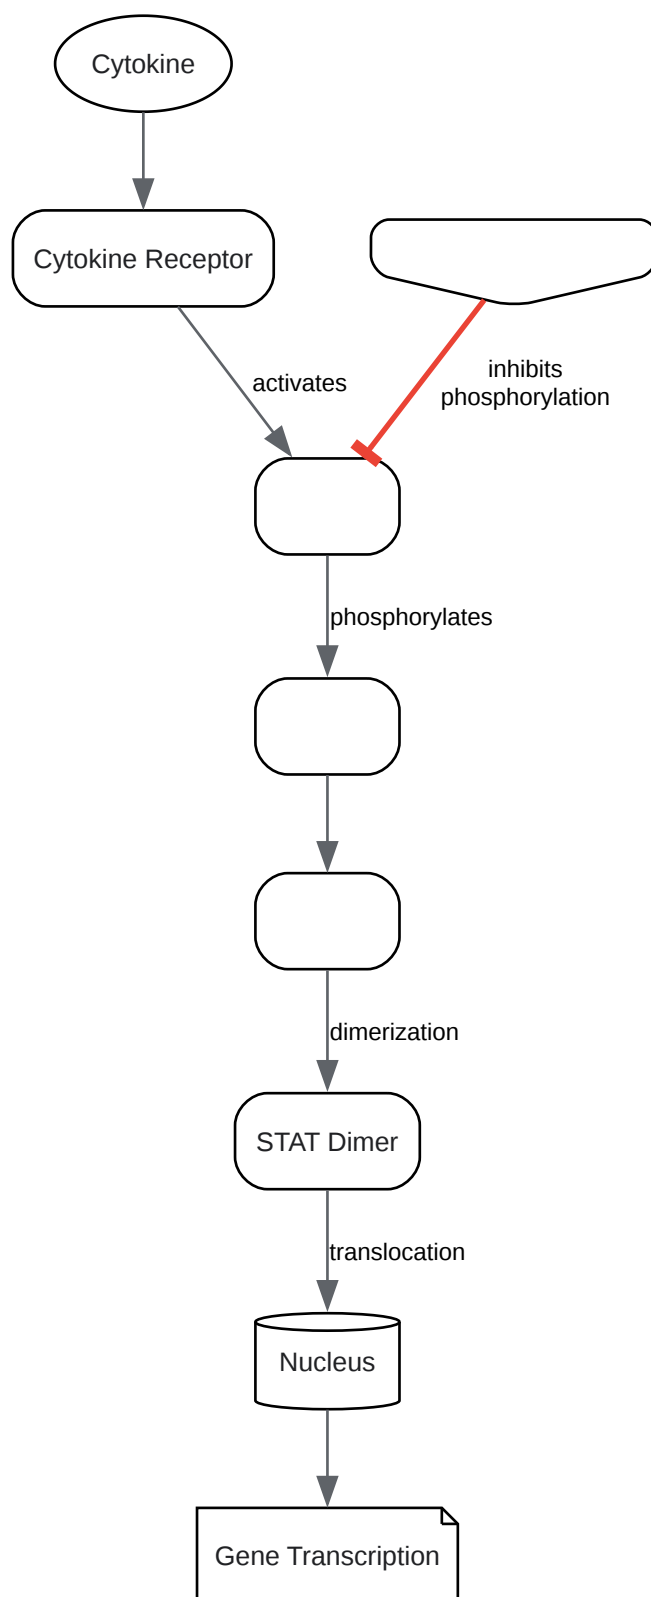 Cytokine
Cytokine Receptor
activates
inhibits
phosphorylation
phosphorylates
dimerization
STAT Dimer
translocation
Nucleus
Gene Transcription